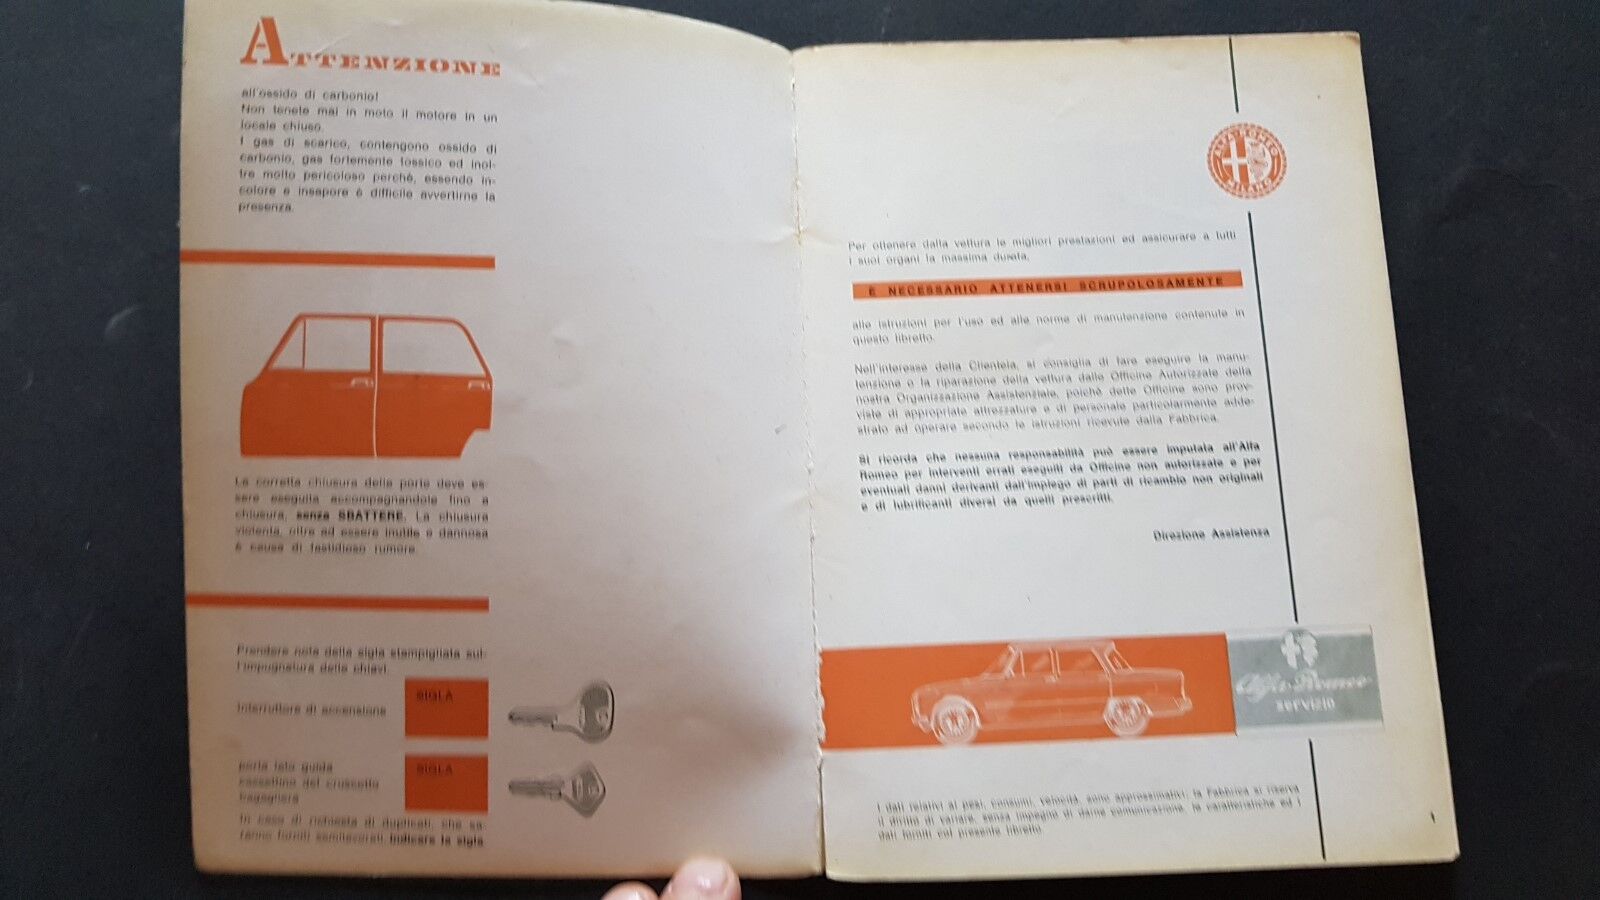 ATTENZIONE
all'ossido di carbonio!
Non tenete mai in moto il motore in un
locale chiuso.
I gas di scarico, contengono ossido di
carbonio, gas fortemente tossico ed inol-
tre molto pericoloso perchè, essendo in-
colore e insapore è difficile avvertirne la
presenza.
La corretta chiusura delle porte deve es-
sere eseguita accompagnandole fino a
chiusura, senza SBATTERE. La chiusura
violenta, oltre ad essere inutile e dannosa
è causa di fastidioso rumore.
Prendere nota della sigla stampigliata sul-
l'impugnatura delle chiavi.
interruttore di accensione
SIGLA
porta lato guida
cassettino del cruscotto
bagagliera
SIGLA
In caso di richiesta di duplicati, che sa-
ranno forniti semilavorati indicare la sigla
ALFA ROMEO
MILANO
Per ottenere dalla vettura le migliori prestazioni ed assicurare a tutti
i suoi organi la massima durata,
È NECESSARIO ATTENERSI SCRUPOLOSAMENTE
alle istruzioni per l'uso ed alle norme di manutenzione contenute in
questo libretto.
Nell'interesse della Clientela, si consiglia di fare eseguire la manu-
tenzione o la riparazione della vettura dalle Officine Autorizzate della
nostra Organizzazione Assistenziale, poichè dette Officine sono prov-
viste di appropriate attrezzature e di personale particolarmente adde-
strato ad operare secondo le istruzioni ricevute dalla Fabbrica.
Si ricorda che nessuna responsabilità può essere imputata all'Alfa
Romeo per interventi errati eseguiti da Officine non autorizzate e per
eventuali danni derivanti dall'impiego di parti di ricambio non originali
e di lubrificanti diversi da quelli prescritti.
Direzione Assistenza
Alfa Romeo
servizio
I dati relativi ai pesi, consumi, velocità, sono approssimativi; la Fabbrica si riserva
il diritto di variare, senza impegno di darne comunicazione, le caratteristiche ed i
dati forniti col presente libretto.
1